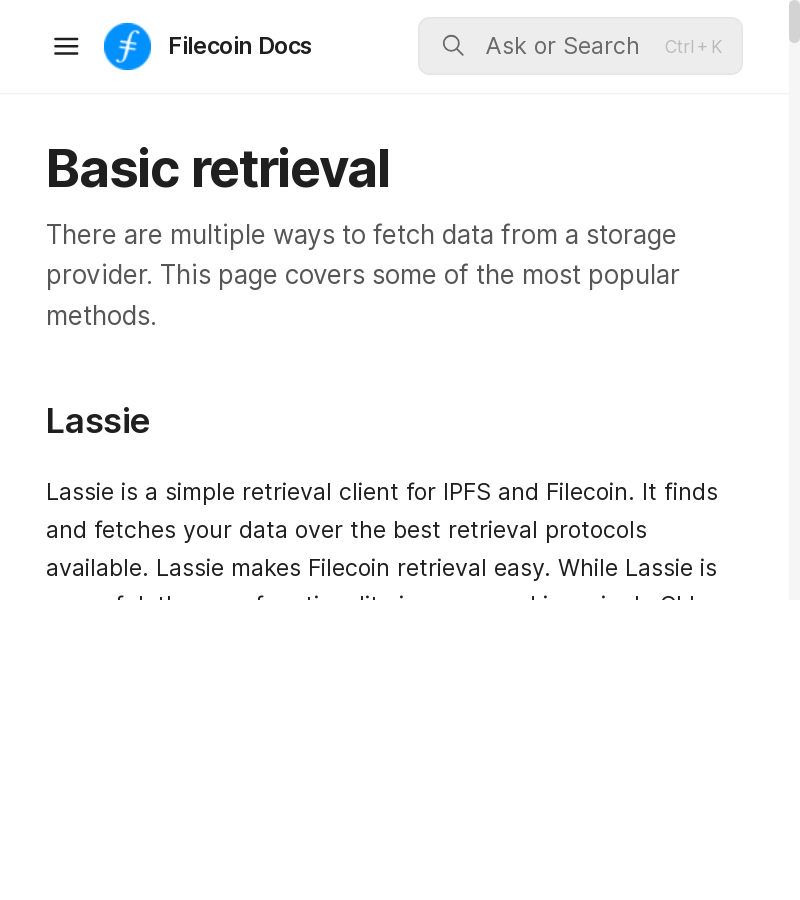 Filecoin Docs
Ask or Search Ctrl + K
Basic retrieval
There are multiple ways to fetch data from a storage
provider. This page covers some of the most popular
methods.
Lassie
Lassie is a simple retrieval client for IPFS and Filecoin. It finds
and fetches your data over the best retrieval protocols
available. Lassie makes Filecoin retrieval easy. While Lassie is